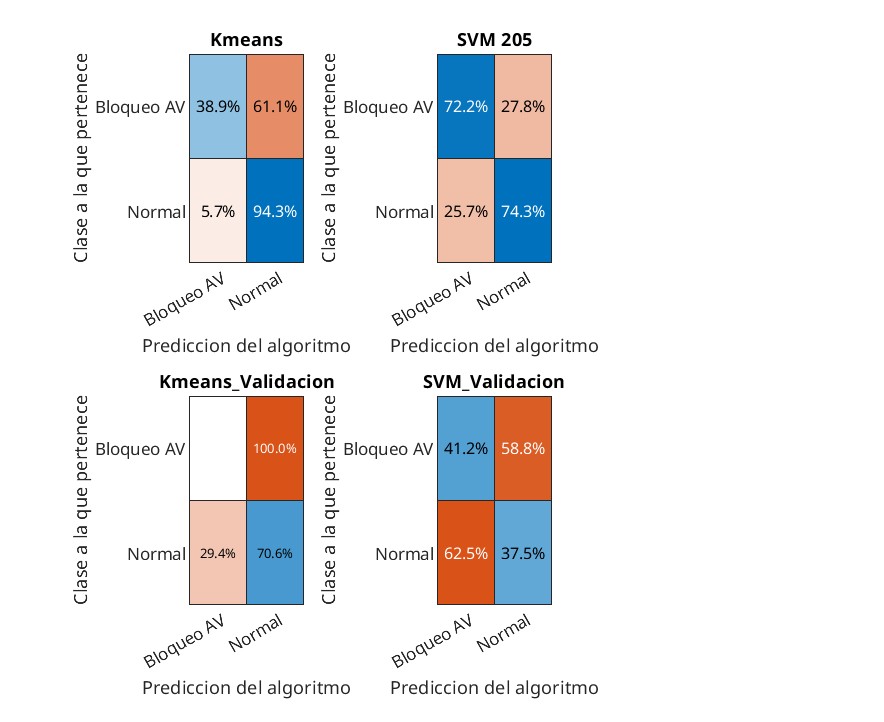 Kmeans
Clase a la que pertenece
Bloqueo AV
38.9%
61.1%
Normal
5.7%
94.3%
Bloqueo AV
Normal
Prediccion del algoritmo
SVM 205
Clase a la que pertenece
Bloqueo AV
72.2%
27.8%
Normal
25.7%
74.3%
Bloqueo AV
Normal
Prediccion del algoritmo
Kmeans_Validacion
Clase a la que pertenece
Bloqueo AV
100.0%
Normal
29.4%
70.6%
Bloqueo AV
Normal
Prediccion del algoritmo
SVM_Validacion
Clase a la que pertenece
Bloqueo AV
41.2%
58.8%
Normal
62.5%
37.5%
Bloqueo AV
Normal
Prediccion del algoritmo